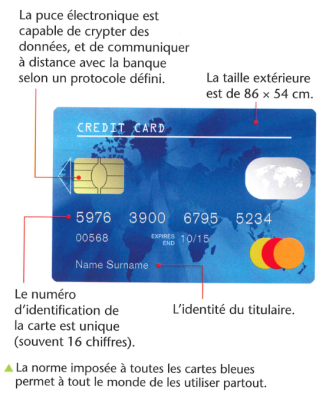 La puce électronique est
capable de crypter des
données, et de communiquer
à distance avec la banque
selon un protocole défini.
La taille extérieure
est de 86 × 54 cm.
CREDIT CARD
5976 3900 6795 5234
00568 EXPIRES END 10/15
Name Surname
Le numéro
d'identification de
la carte est unique
(souvent 16 chiffres).
L'identité du titulaire.
La norme imposée à toutes les cartes bleues
permet à tout le monde de les utiliser partout.